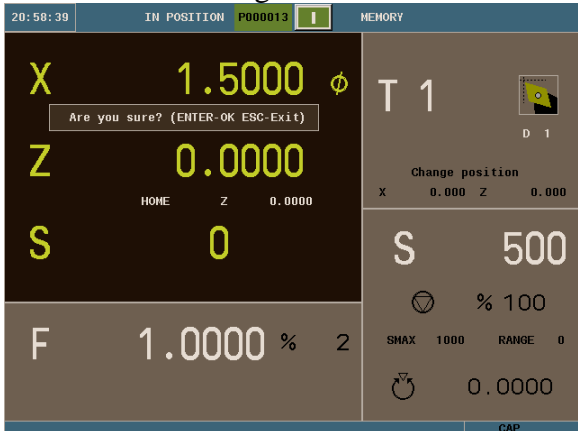 20:58:39 IN POSITION P000013 MEMORY
X 1.5000 ϕ
Are you sure? (ENTER-OK ESC-Exit)
Z 0.0000
HOME Z 0.0000
S 0
F 1.0000 % 2
T 1
D 1
Change position
X 0.000 Z 0.000
S 500
% 100
SMAX 1000 RANGE 0
0.0000
CAP